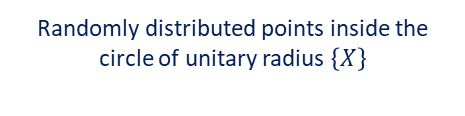 Randomly distributed points inside the
circle of unitary radius {X}